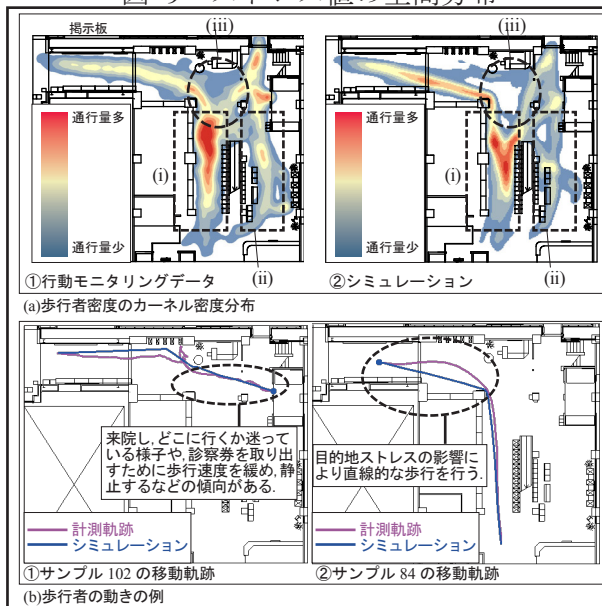 掲示板
(iii)
(iii)
通行量多
通行量多
(i)
(i)
通行量少
通行量少
(ii)
(ii)
①行動モニタリングデータ
②シミュレーション
(a)歩行者密度のカーネル密度分布
来院し,どこに行くか迷って
いる様子や,診察券を取り出
すために歩行速度を緩め,静
止するなどの傾向がある.
目的地ストレスの影響に
より直線的な歩行を行う.
計測軌跡
シミュレーション
計測軌跡
シミュレーション
①サンプル 102 の移動軌跡
②サンプル 84 の移動軌跡
(b)歩行者の動きの例